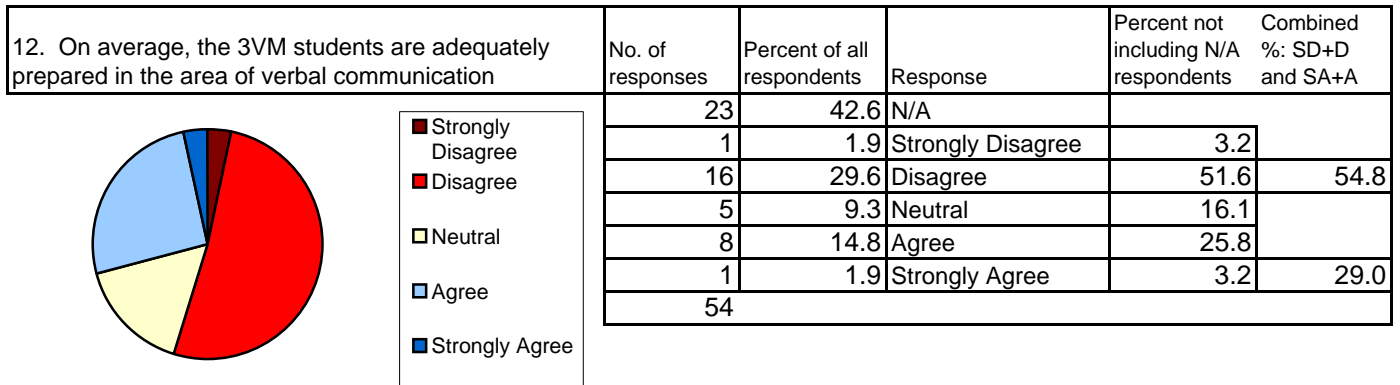 12. On average, the 3VM students are adequately
prepared in the area of verbal communication
No. of
responses
Percent of all
respondents
Response
Percent not
including N/A
respondents
Combined
%: SD+D
and SA+A
23 42.6 N/A
1 1.9 Strongly Disagree 3.2
16 29.6 Disagree 51.6 54.8
5 9.3 Neutral 16.1
8 14.8 Agree 25.8
1 1.9 Strongly Agree 3.2 29.0
54
Strongly
Disagree
Disagree
Neutral
Agree
Strongly Agree